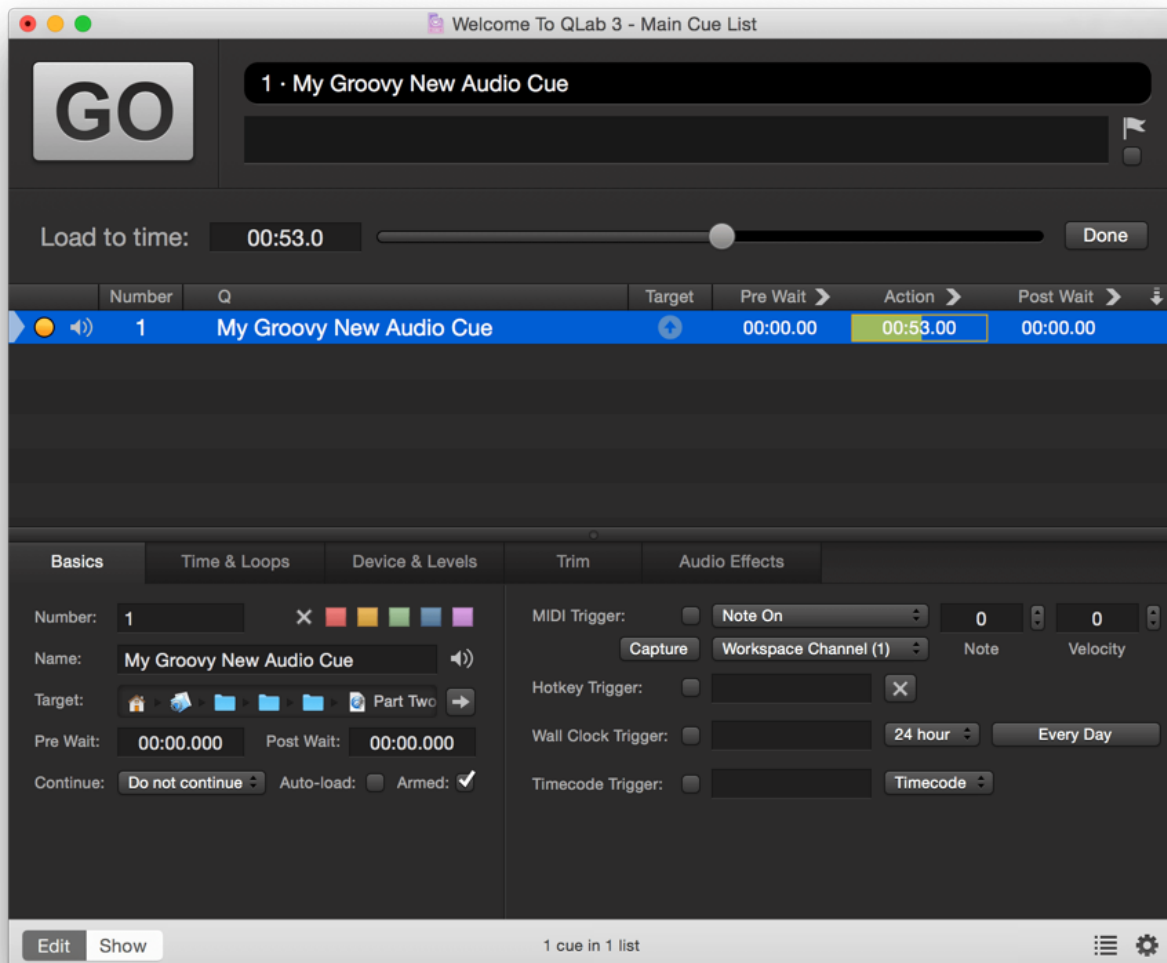 Welcome To QLab 3 - Main Cue List
GO
1 · My Groovy New Audio Cue
Load to time: 00:53.0 Done
Number Q Target Pre Wait Action Post Wait
1 My Groovy New Audio Cue 00:00.00 00:53.00 00:00.00
Basics Time & Loops Device & Levels Trim Audio Effects
Number: 1
Name: My Groovy New Audio Cue
Target: Part Two
Pre Wait: 00:00.000 Post Wait: 00:00.000
Continue: Do not continue Auto-load: Armed:
MIDI Trigger: Note On 0 0
Capture Workspace Channel (1) Note Velocity
Hotkey Trigger:
Wall Clock Trigger: 24 hour Every Day
Timecode Trigger: Timecode
Edit Show 1 cue in 1 list